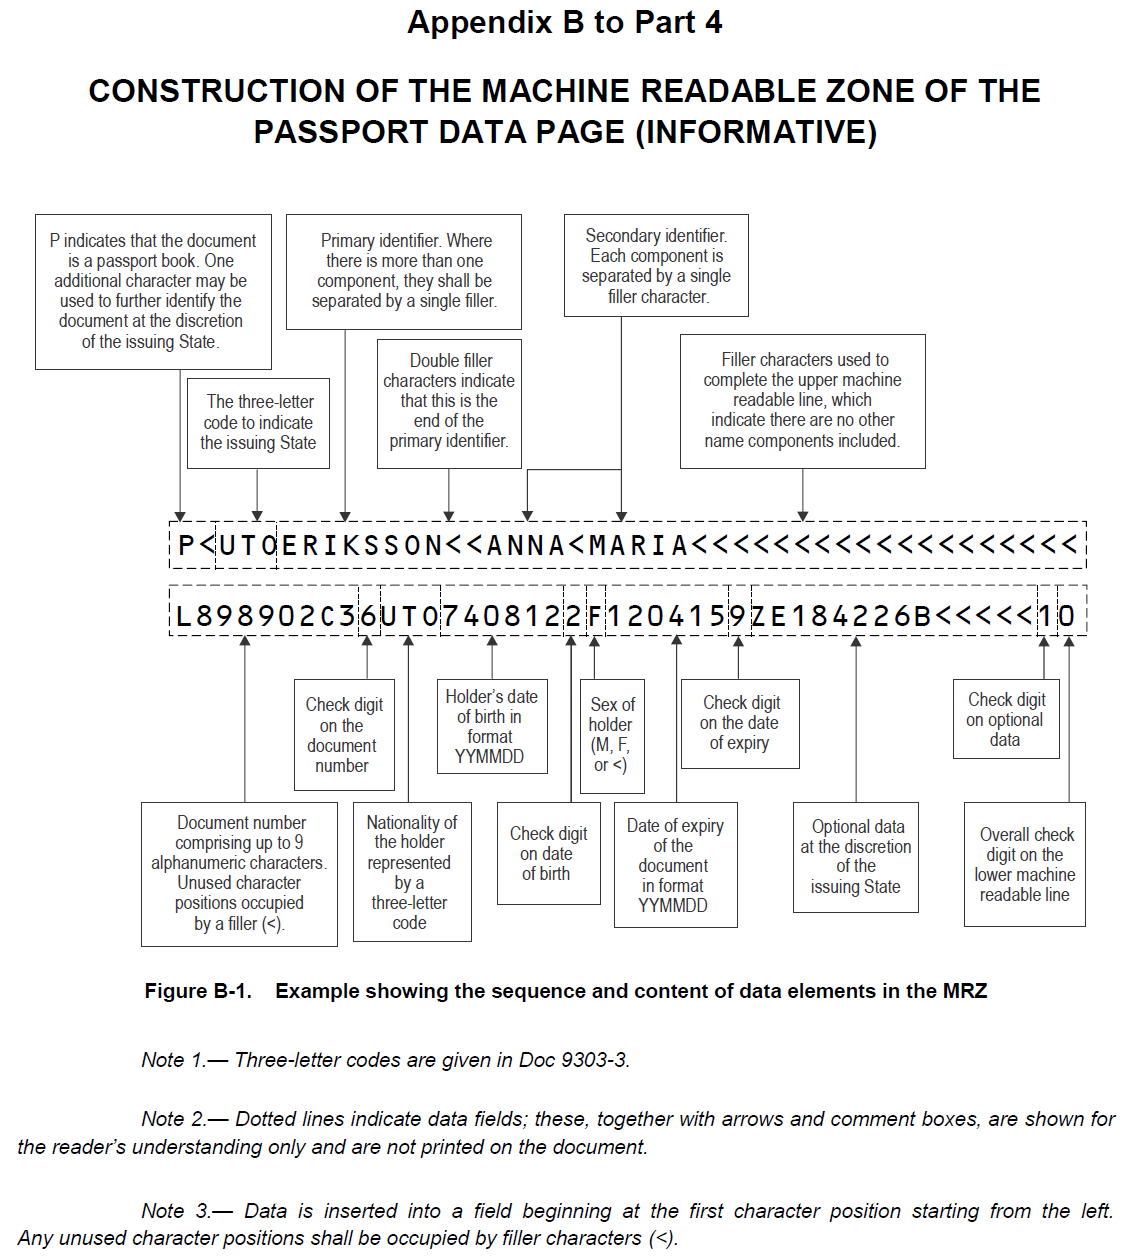 Appendix B to Part 4
CONSTRUCTION OF THE MACHINE READABLE ZONE OF THE
PASSPORT DATA PAGE (INFORMATIVE)
P indicates that the document
is a passport book. One
additional character may be
used to further identify the
document at the discretion
of the issuing State.
Primary identifier. Where
there is more than one
component, they shall be
separated by a single filler.
Secondary identifier.
Each component is
separated by a single
filler character.
The three-letter
code to indicate
the issuing State
Double filler
characters indicate
that this is the
end of the
primary identifier.
Filler characters used to
complete the upper machine
readable line, which
indicate there are no other
name components included.
P<UTOERIKSSON<<ANNA<MARIA<<<<<<<<<<<<<<<<<<<
L898902C36UTO7408122F1204159ZE184226B<<<<<10
Check digit
on the
document
number
Holder's date
of birth in
format
YYMMDD
Sex of
holder
(M, F,
or <)
Check digit
on the date
of expiry
Check digit
on optional
data
Document number
comprising up to 9
alphanumeric characters.
Unused character
positions occupied
by a filler (<).
Nationality of
the holder
represented
by a
three-letter
code
Check digit
on date
of birth
Date of expiry
of the
document
in format
YYMMDD
Optional data
at the discretion
of the
issuing State
Overall check
digit on the
lower machine
readable line
Figure B-1. Example showing the sequence and content of data elements in the MRZ
Note 1.— Three-letter codes are given in Doc 9303-3.
Note 2.— Dotted lines indicate data fields; these, together with arrows and comment boxes, are shown for
the reader's understanding only and are not printed on the document.
Note 3.— Data is inserted into a field beginning at the first character position starting from the left.
Any unused character positions shall be occupied by filler characters (<).